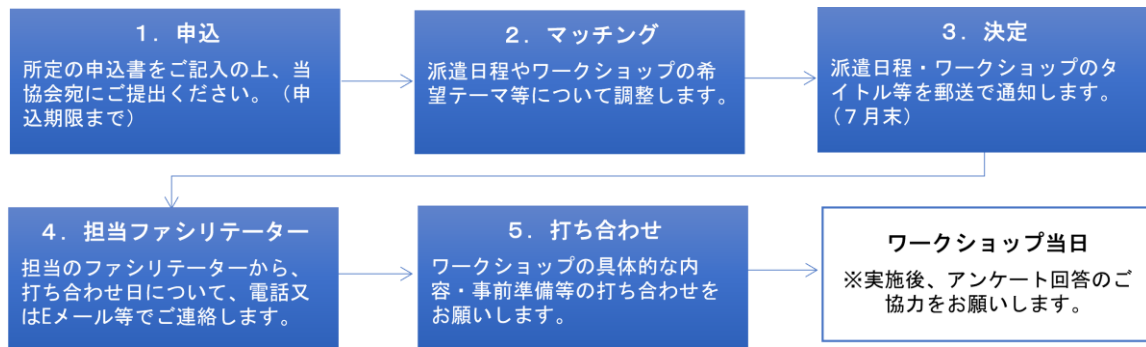 1．申込
所定の申込書をご記入の上、当
協会宛にご提出ください。（申
込期限まで）
2．マッチング
派遣日程やワークショップの希
望テーマ等について調整します。
3．決定
派遣日程・ワークショップのタ
イトル等を郵送で通知します。
（７月末）
4．担当ファシリテーター
担当のファシリテーターから、
打ち合わせ日について、電話又
はEメール等でご連絡します。
5．打ち合わせ
ワークショップの具体的な内
容・事前準備等の打ち合わせを
お願いします。
ワークショップ当日
※実施後、アンケート回答のご
協力をお願いします。